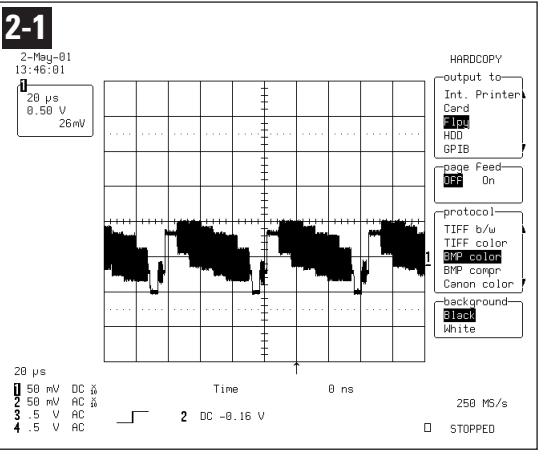 2-1
2-May-01
13:46:01
HARDCOPY
1
20 µs
0.50 V
26mV
output to
Int. Printer
Card
Flpy
HDD
GPIB
page Feed
OFF On
protocol
TIFF b/w
TIFF color
BMP color
BMP compr
Canon color
1
background
Black
White
20 µs
1 50 mV DC
2 50 mV AC
3 .5 V AC
4 .5 V AC
Time 0 ns
2 DC -0.16 V
250 MS/s
STOPPED